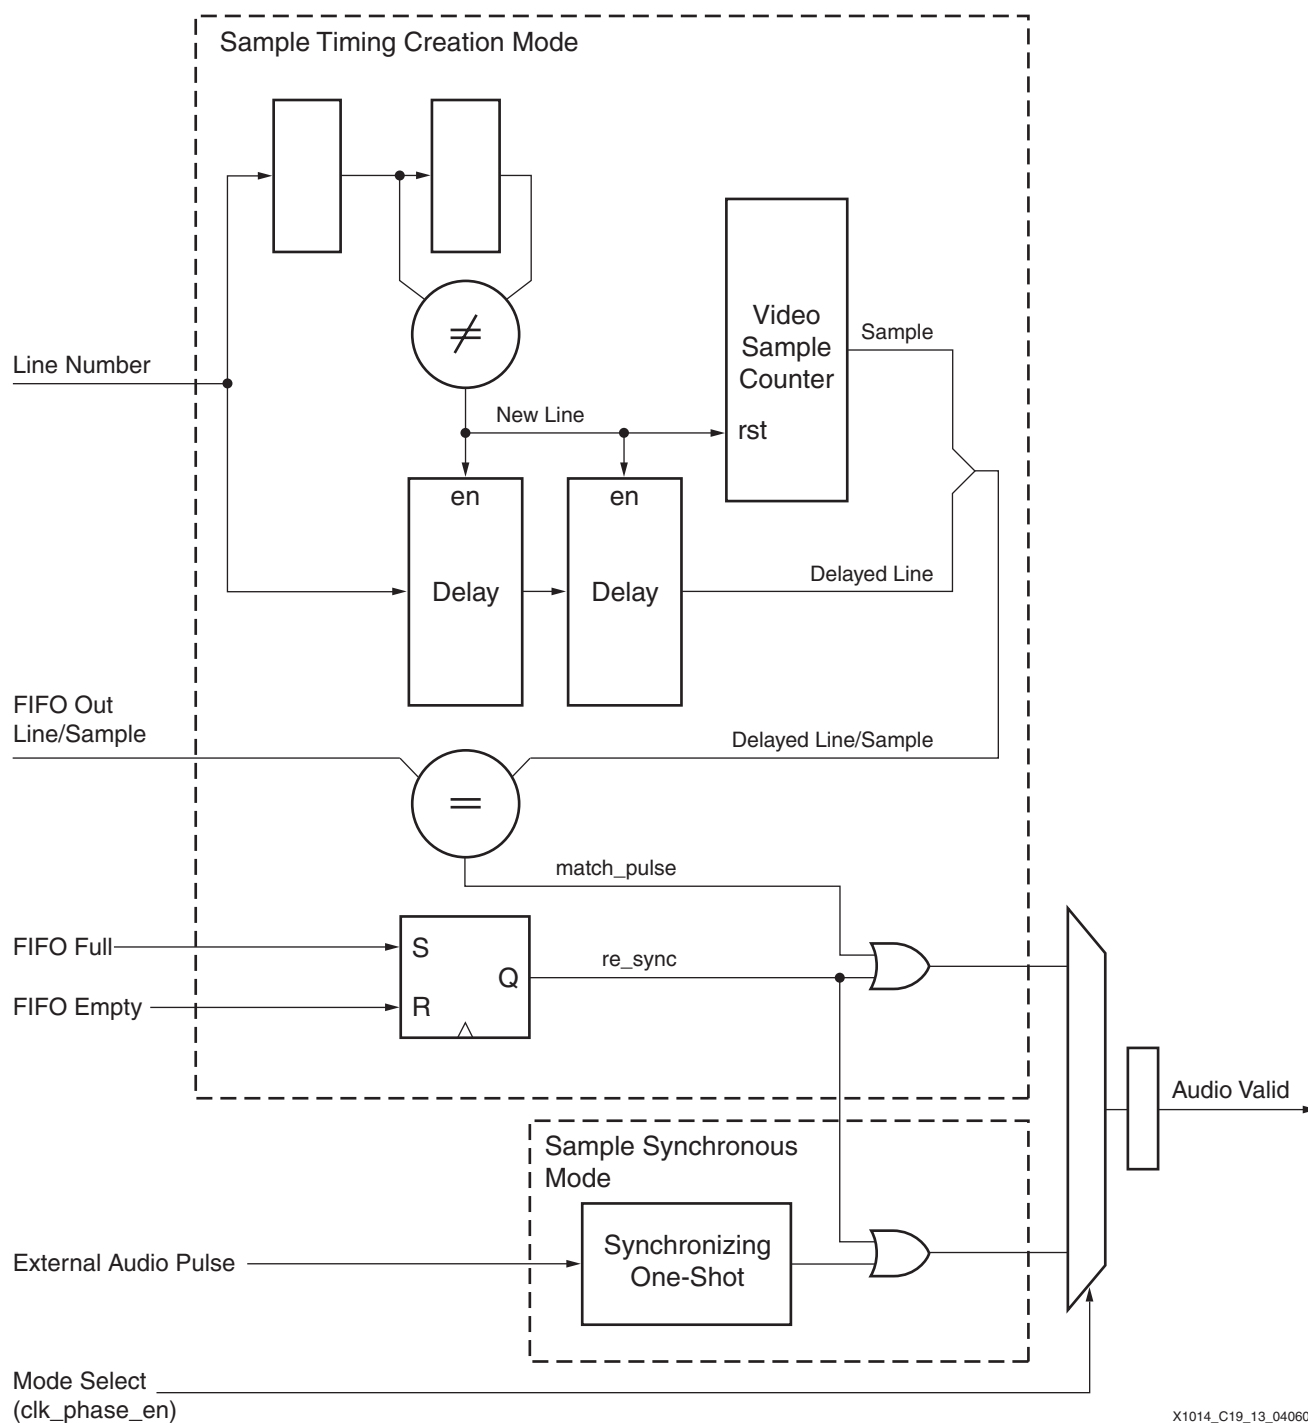 Sample Timing Creation Mode
≠
Video
Sample
Counter
rst
Sample
Line Number
New Line
en
en
Delay
Delay
Delayed Line
FIFO Out
Line/Sample
Delayed Line/Sample
=
match_pulse
FIFO Full
S
Q
re_sync
FIFO Empty
R
Audio Valid
Sample Synchronous
Mode
Synchronizing
One-Shot
External Audio Pulse
Mode Select
(clk_phase_en)
X1014_C19_13_04060